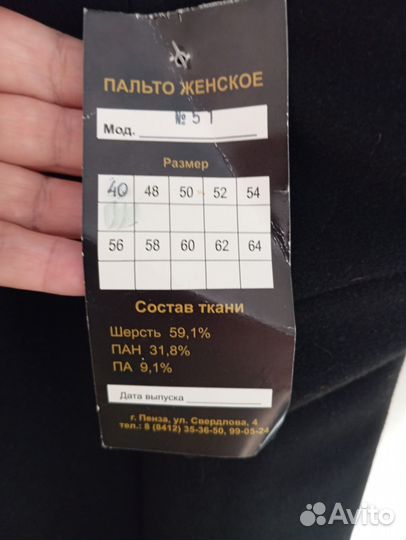 ПАЛЬТО ЖЕНСКОЕ
Мод. № 51
Размер
40 48 50 52 54
56 58 60 62 64
Состав ткани
Шерсть 59,1%
ПАН 31,8%
ПА 9,1%
Дата выпуска
г. Пенза, ул. Свердлова, 4
тел.: 8 (8412) 35-36-50, 99-05-24
Avito